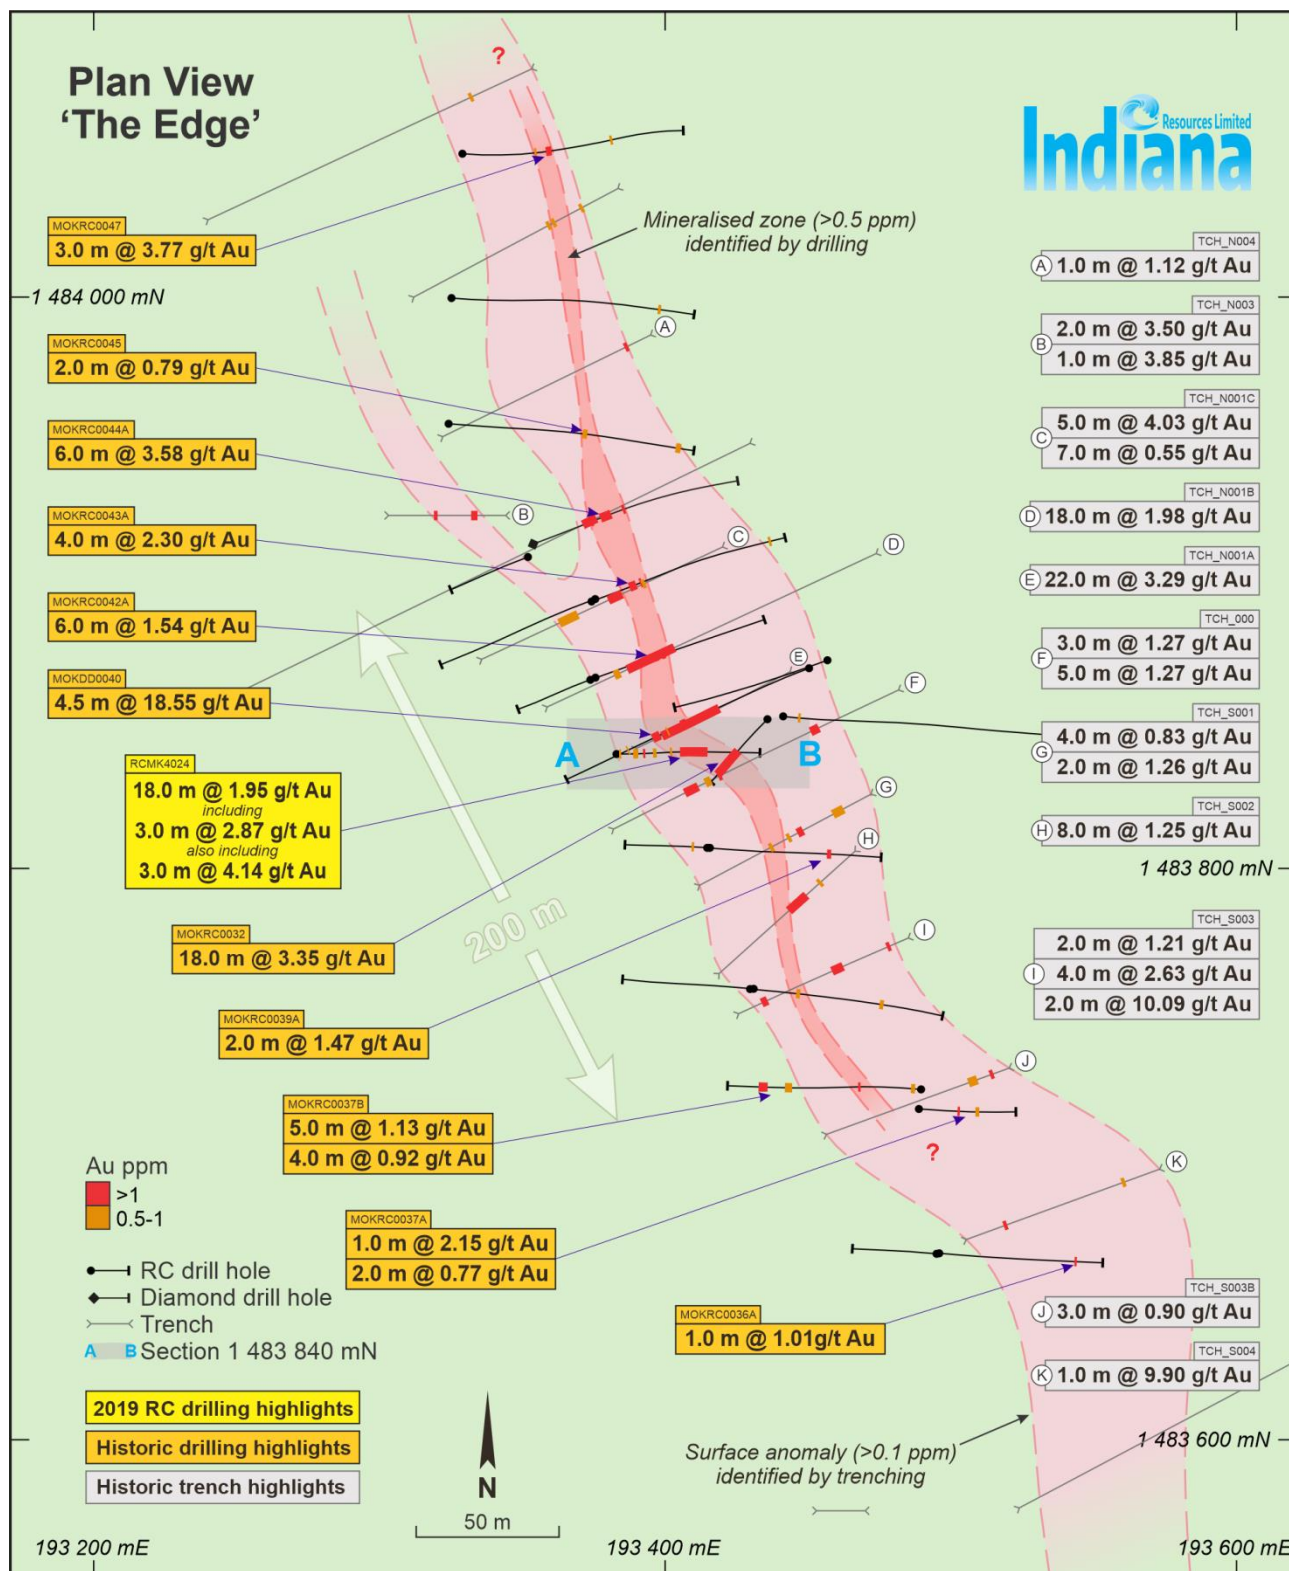 Plan View
‘The Edge’
Indiana
Resources Limited
?
Mineralised zone (>0.5 ppm)
identified by drilling
MOKRC0047
3.0 m @ 3.77 g/t Au
1 484 000 mN
MOKRC0045
2.0 m @ 0.79 g/t Au
MOKRC0044A
6.0 m @ 3.58 g/t Au
MOKRC0043A
4.0 m @ 2.30 g/t Au
MOKRC0042A
6.0 m @ 1.54 g/t Au
MOKDD0040
4.5 m @ 18.55 g/t Au
RCMK4024
18.0 m @ 1.95 g/t Au
including
3.0 m @ 2.87 g/t Au
also including
3.0 m @ 4.14 g/t Au
MOKRC0032
18.0 m @ 3.35 g/t Au
MOKRC0039A
2.0 m @ 1.47 g/t Au
MOKRC0037B
5.0 m @ 1.13 g/t Au
4.0 m @ 0.92 g/t Au
MOKRC0037A
1.0 m @ 2.15 g/t Au
2.0 m @ 0.77 g/t Au
MOKRC0036A
1.0 m @ 1.01g/t Au
A
B
C
D
E
F
A
B
G
H
I
J
K
200 m
?
TCH_N004
A 1.0 m @ 1.12 g/t Au
TCH_N003
2.0 m @ 3.50 g/t Au
B
1.0 m @ 3.85 g/t Au
TCH_N001C
5.0 m @ 4.03 g/t Au
C
7.0 m @ 0.55 g/t Au
TCH_N001B
D 18.0 m @ 1.98 g/t Au
TCH_N001A
E 22.0 m @ 3.29 g/t Au
TCH_000
3.0 m @ 1.27 g/t Au
F
5.0 m @ 1.27 g/t Au
TCH_S001
4.0 m @ 0.83 g/t Au
G
2.0 m @ 1.26 g/t Au
TCH_S002
H 8.0 m @ 1.25 g/t Au
1 483 800 mN
TCH_S003
2.0 m @ 1.21 g/t Au
I 4.0 m @ 2.63 g/t Au
2.0 m @ 10.09 g/t Au
TCH_S003B
J 3.0 m @ 0.90 g/t Au
TCH_S004
K 1.0 m @ 9.90 g/t Au
1 483 600 mN
Surface anomaly (>0.1 ppm)
identified by trenching
Au ppm
>1
0.5-1
RC drill hole
Diamond drill hole
Trench
A B Section 1 483 840 mN
2019 RC drilling highlights
Historic drilling highlights
Historic trench highlights
N
50 m
193 200 mE
193 400 mE
193 600 mE